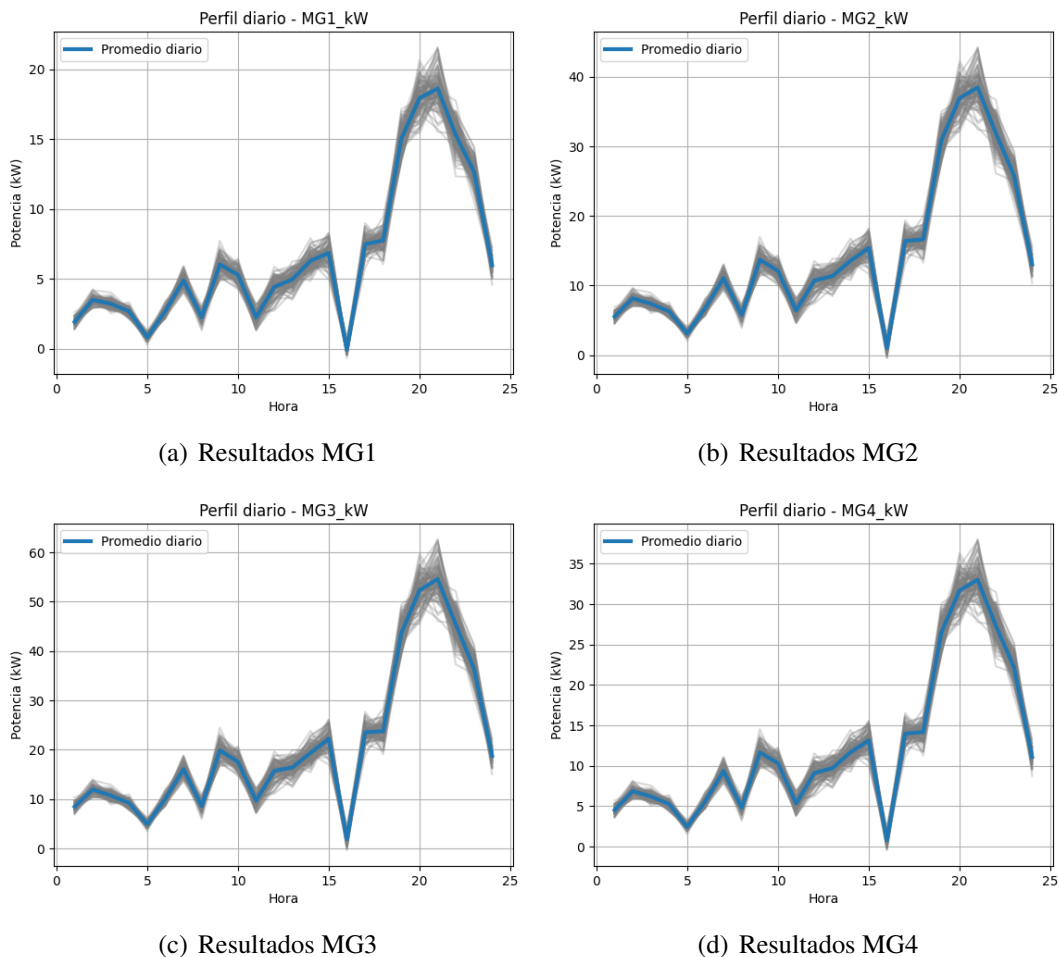 Perfil diario - MG1_kW
Promedio diario
Potencia (kW)
20
15
10
5
0
0 5 10 15 20 25
Hora
(a) Resultados MG1
Perfil diario - MG2_kW
Promedio diario
Potencia (kW)
40
30
20
10
0
0 5 10 15 20 25
Hora
(b) Resultados MG2
Perfil diario - MG3_kW
Promedio diario
Potencia (kW)
60
50
40
30
20
10
0
0 5 10 15 20 25
Hora
(c) Resultados MG3
Perfil diario - MG4_kW
Promedio diario
Potencia (kW)
35
30
25
20
15
10
5
0
0 5 10 15 20 25
Hora
(d) Resultados MG4